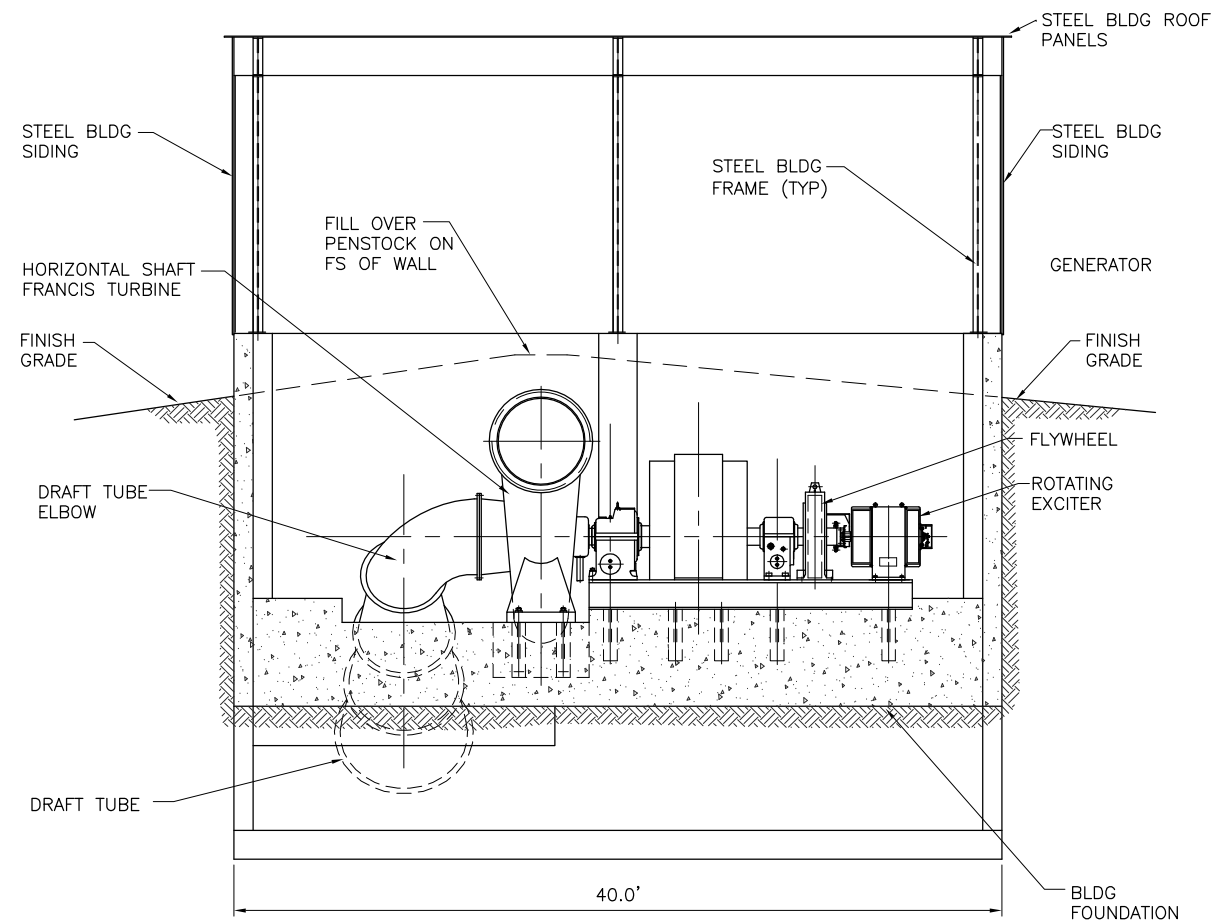 STEEL BLDG ROOF
PANELS
STEEL BLDG
SIDING
STEEL BLDG
SIDING
STEEL BLDG
FRAME (TYP)
FILL OVER
PENSTOCK ON
FS OF WALL
HORIZONTAL SHAFT
FRANCIS TURBINE
GENERATOR
FINISH
GRADE
FINISH
GRADE
FLYWHEEL
DRAFT TUBE
ELBOW
ROTATING
EXCITER
DRAFT TUBE
40.0'
BLDG
FOUNDATION